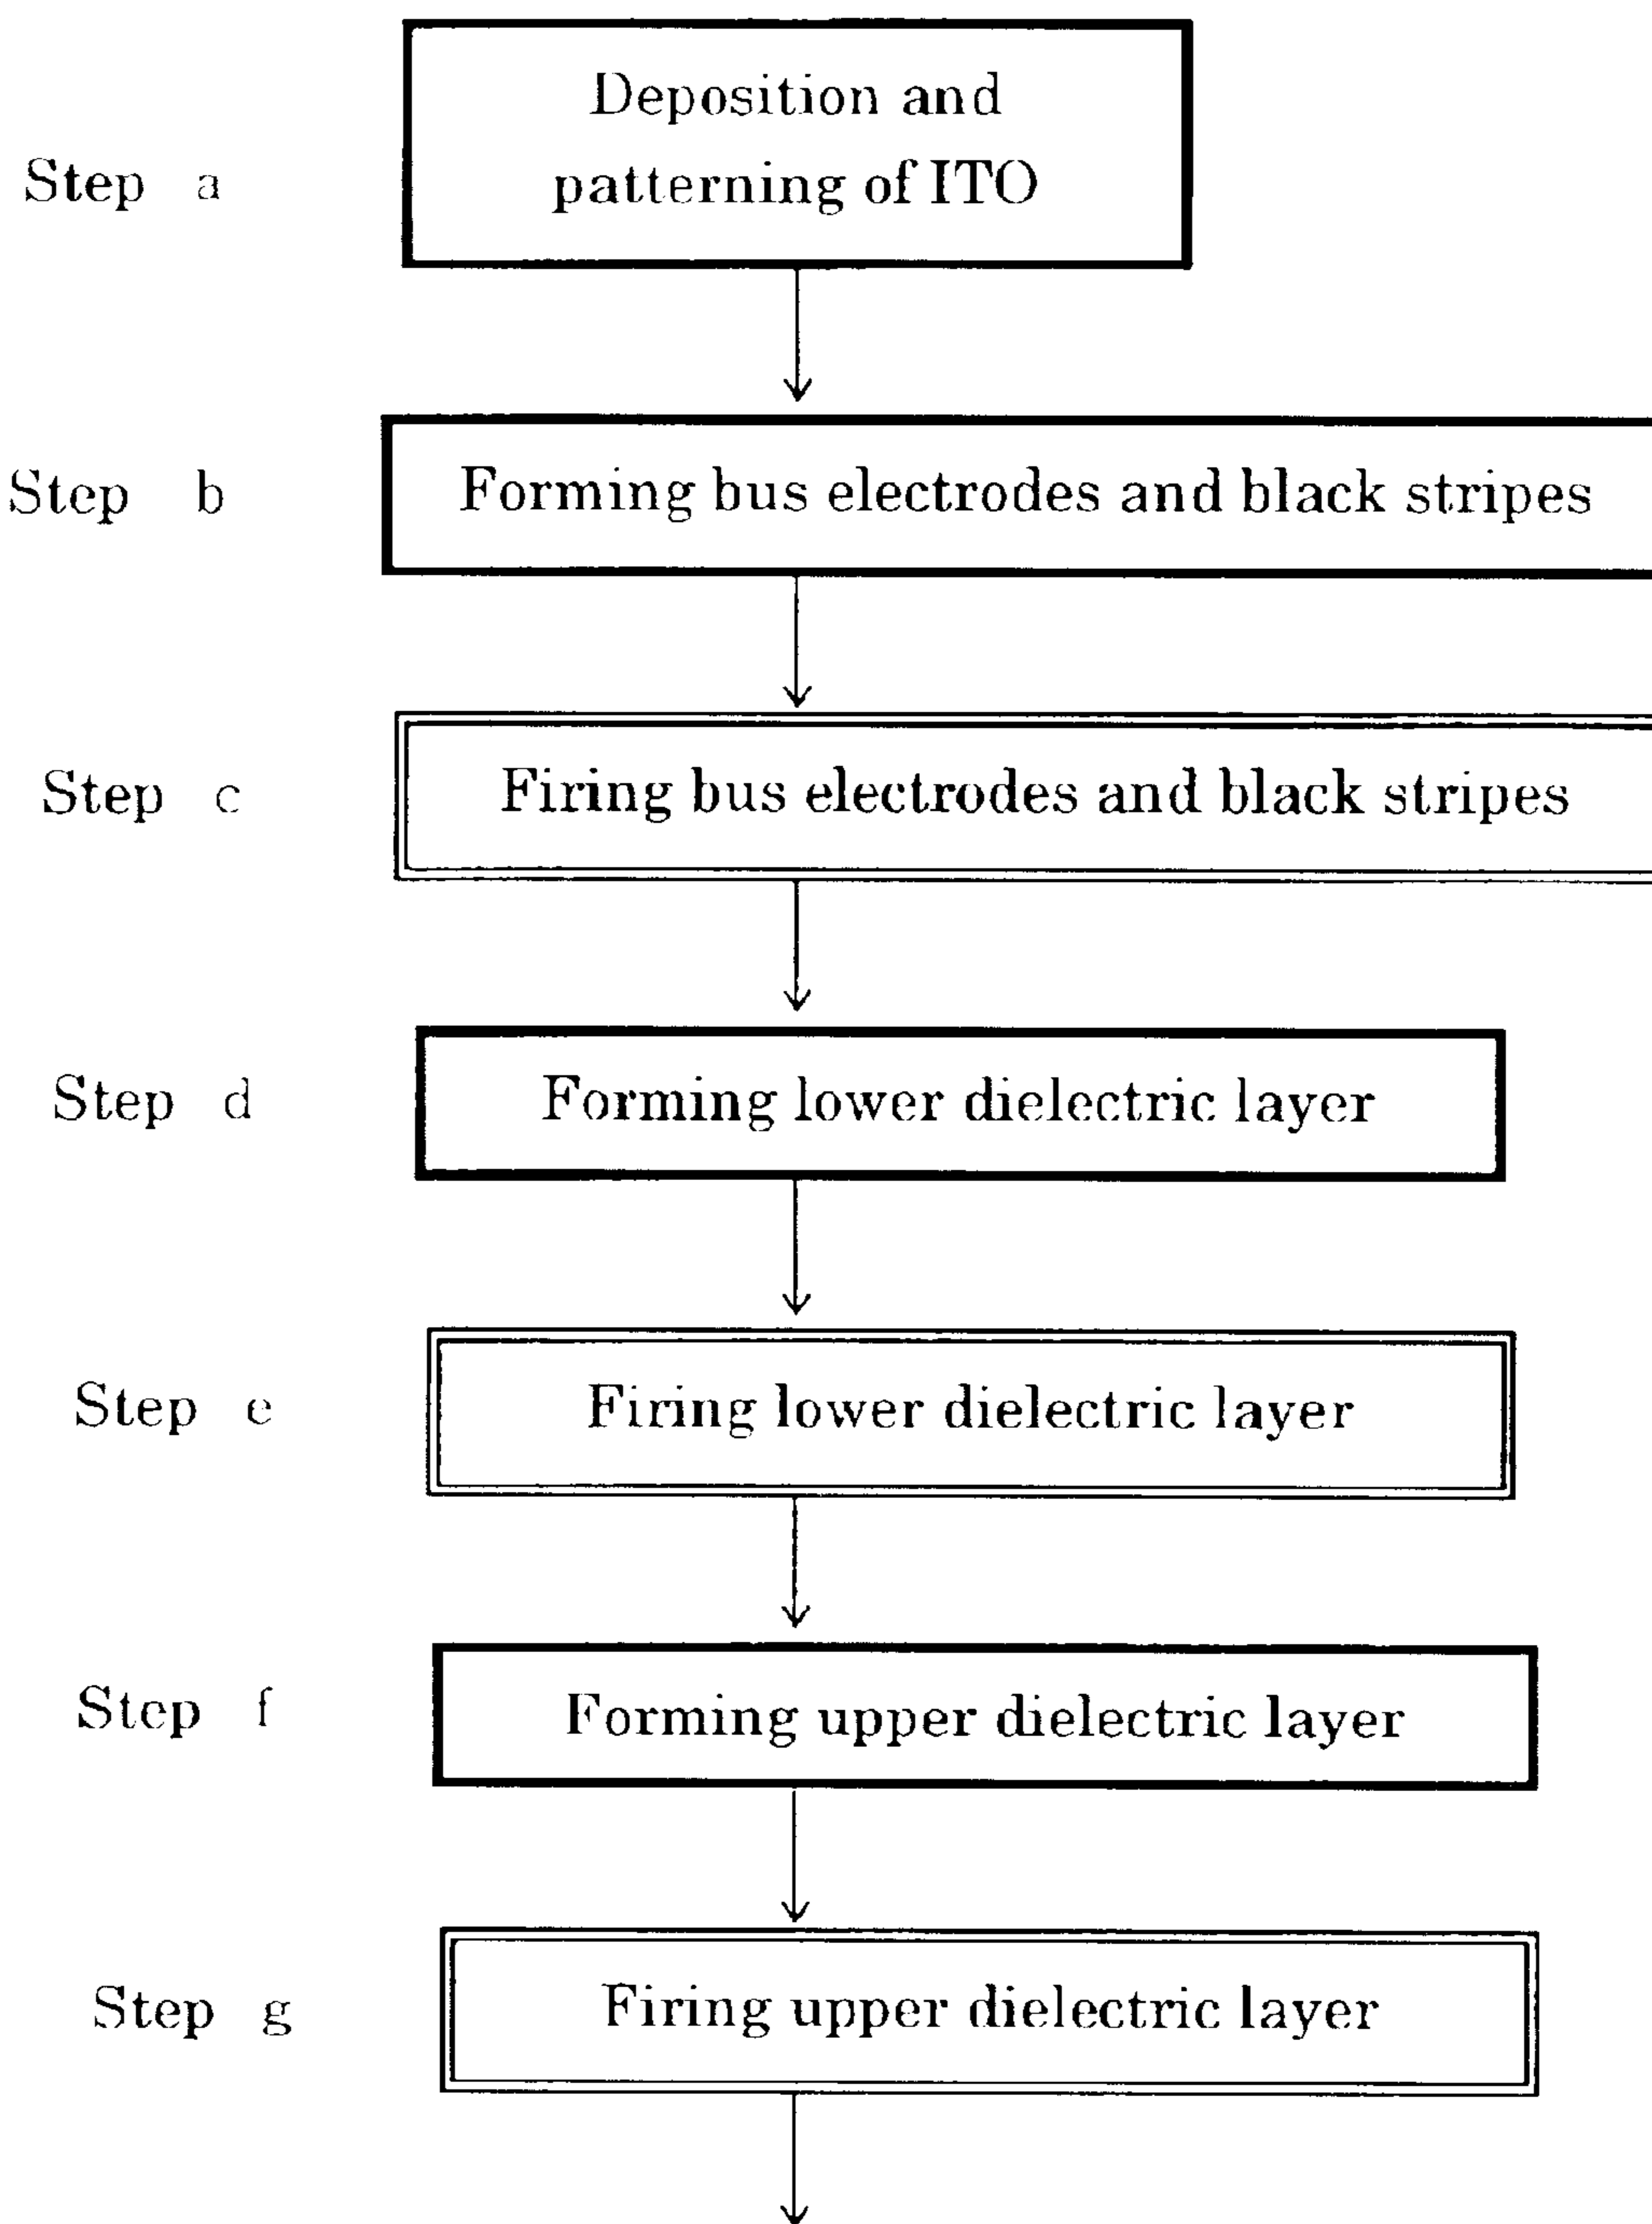 Deposition and
Step a patterning of ITO
Step b Forming bus electrodes and black stripes
Step c Firing bus electrodes and black stripes
Step d Forming lower dielectric layer
Step e Firing lower dielectric layer
Step f Forming upper dielectric layer
Step g Firing upper dielectric layer